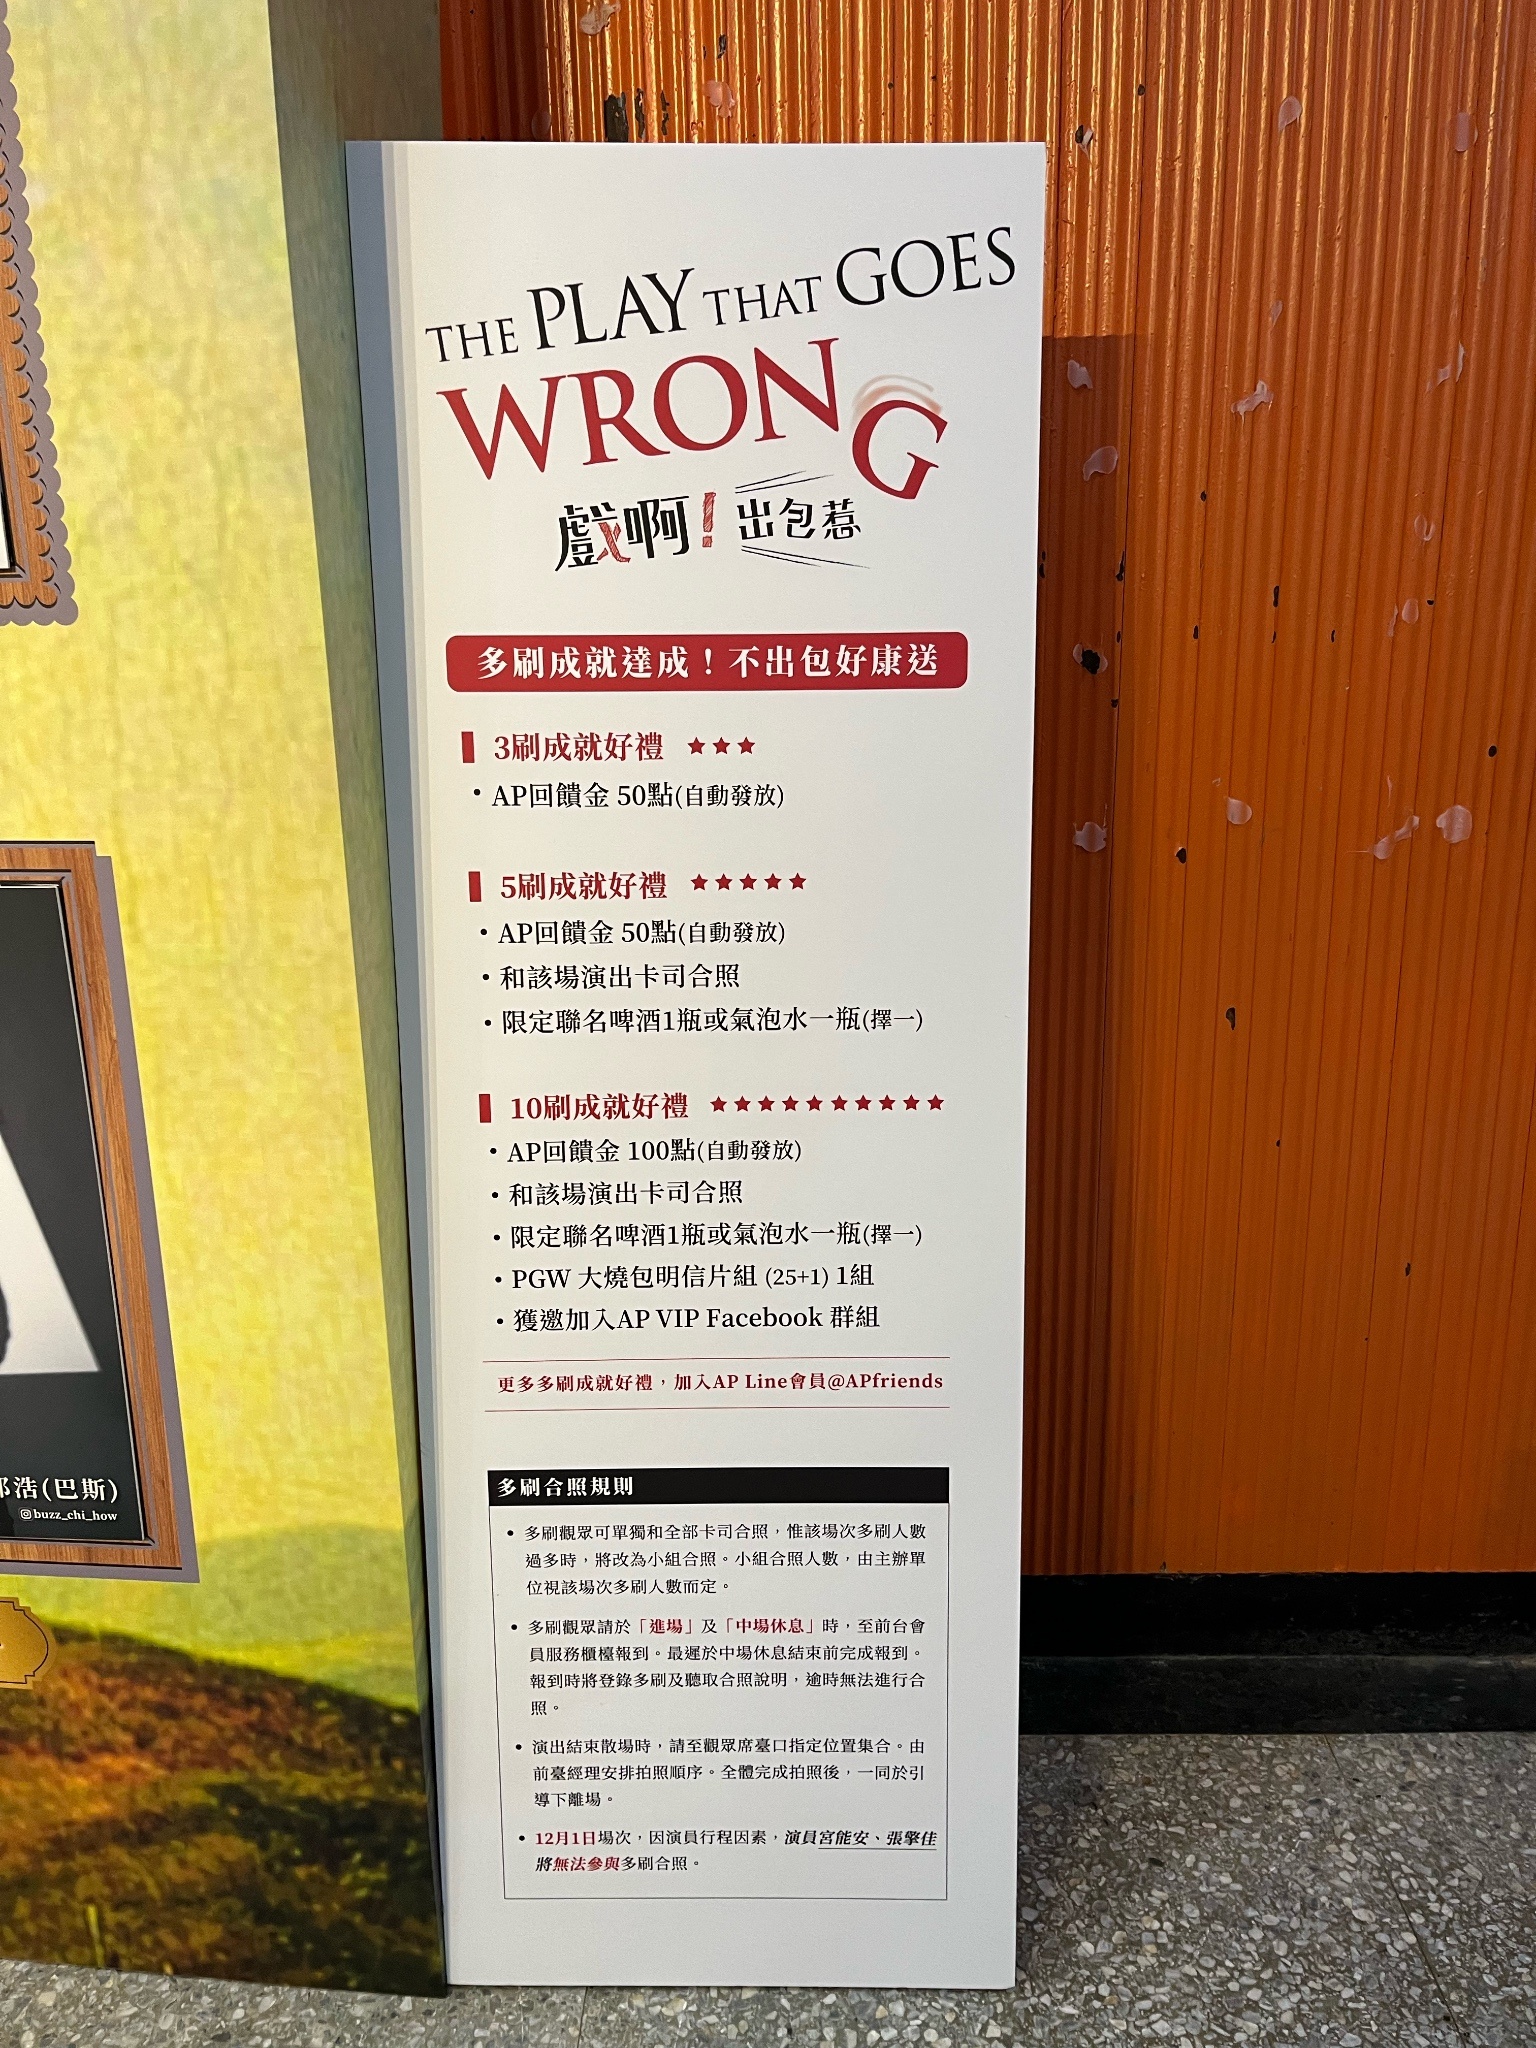 THE PLAY THAT GOES
WRONG
戲啊！出包惹
多刷成就達成！不出包好康送
3刷成就好禮 ★★★
・AP回饋金 50點(自動發放)
5刷成就好禮 ★★★★★
・AP回饋金 50點(自動發放)
・和該場演出卡司合照
・限定聯名啤酒1瓶或氣泡水一瓶(擇一)
10刷成就好禮 ★★★★★★★★★★
・AP回饋金 100點(自動發放)
・和該場演出卡司合照
・限定聯名啤酒1瓶或氣泡水一瓶(擇一)
・PGW 大燒包明信片組 (25+1) 1組
・獲邀加入AP VIP Facebook 群組
更多多刷成就好禮，加入AP Line會員@APfriends
多刷合照規則
• 多刷觀眾可單獨和全部卡司合照，惟該場次多刷人數
過多時，將改為小組合照。小組合照人數，由主辦單
位視該場次多刷人數而定。
• 多刷觀眾請於「進場」及「中場休息」時，至前台會
員服務櫃檯報到。最遲於中場休息結束前完成報到。
報到時將登錄多刷及聽取合照說明，逾時無法進行合
照。
• 演出結束散場時，請至觀眾席臺口指定位置集合。由
前臺經理安排拍照順序。全體完成拍照後，一同於引
導下離場。
• 12月1日場次，因演員行程因素，演員宮能安、張擎佳
將無法參與多刷合照。
浩(巴斯)
buzz_chi_how